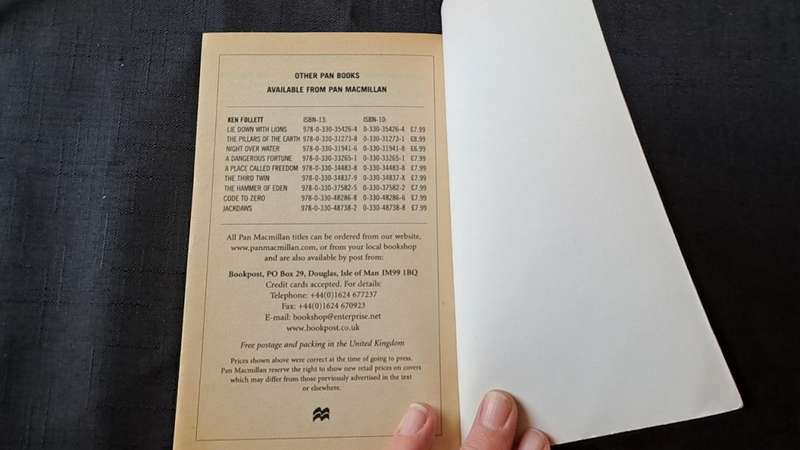 OTHER PAN BOOKS
AVAILABLE FROM PAN MACMILLAN
KEN FOLLETT ISBN-13: ISBN-10:
LIE DOWN WITH LIONS 978-0-330-35426-4 0-330-35426-4 £7.99
THE PILLARS OF THE EARTH 978-0-330-31273-8 0-330-31273-1 £8.99
NIGHT OVER WATER 978-0-330-31941-6 0-330-31941-8 £6.99
A DANGEROUS FORTUNE 978-0-330-33265-1 0-330-33265-1 £7.99
A PLACE CALLED FREEDOM 978-0-330-34483-8 0-330-34483-8 £7.99
THE THIRD TWIN 978-0-330-34837-9 0-330-34837-X £7.99
THE HAMMER OF EDEN 978-0-330-37582-5 0-330-37582-2 £7.99
CODE TO ZERO 978-0-330-48286-8 0-330-48286-6 £7.99
JACKDAWS 978-0-330-48738-2 0-330-48738-8 £7.99
All Pan Macmillan titles can be ordered from our website,
www.panmacmillan.com, or from your local bookshop
and are also available by post from:
Bookpost, PO Box 29, Douglas, Isle of Man IM99 1BQ
Credit cards accepted. For details:
Telephone: +44(0)1624 677237
Fax: +44(0)1624 670923
E-mail: bookshop@enterprise.net
www.bookpost.co.uk
Free postage and packing in the United Kingdom
Prices shown above were correct at the time of going to press.
Pan Macmillan reserve the right to show new retail prices on covers
which may differ from those previously advertised in the text
or elsewhere.